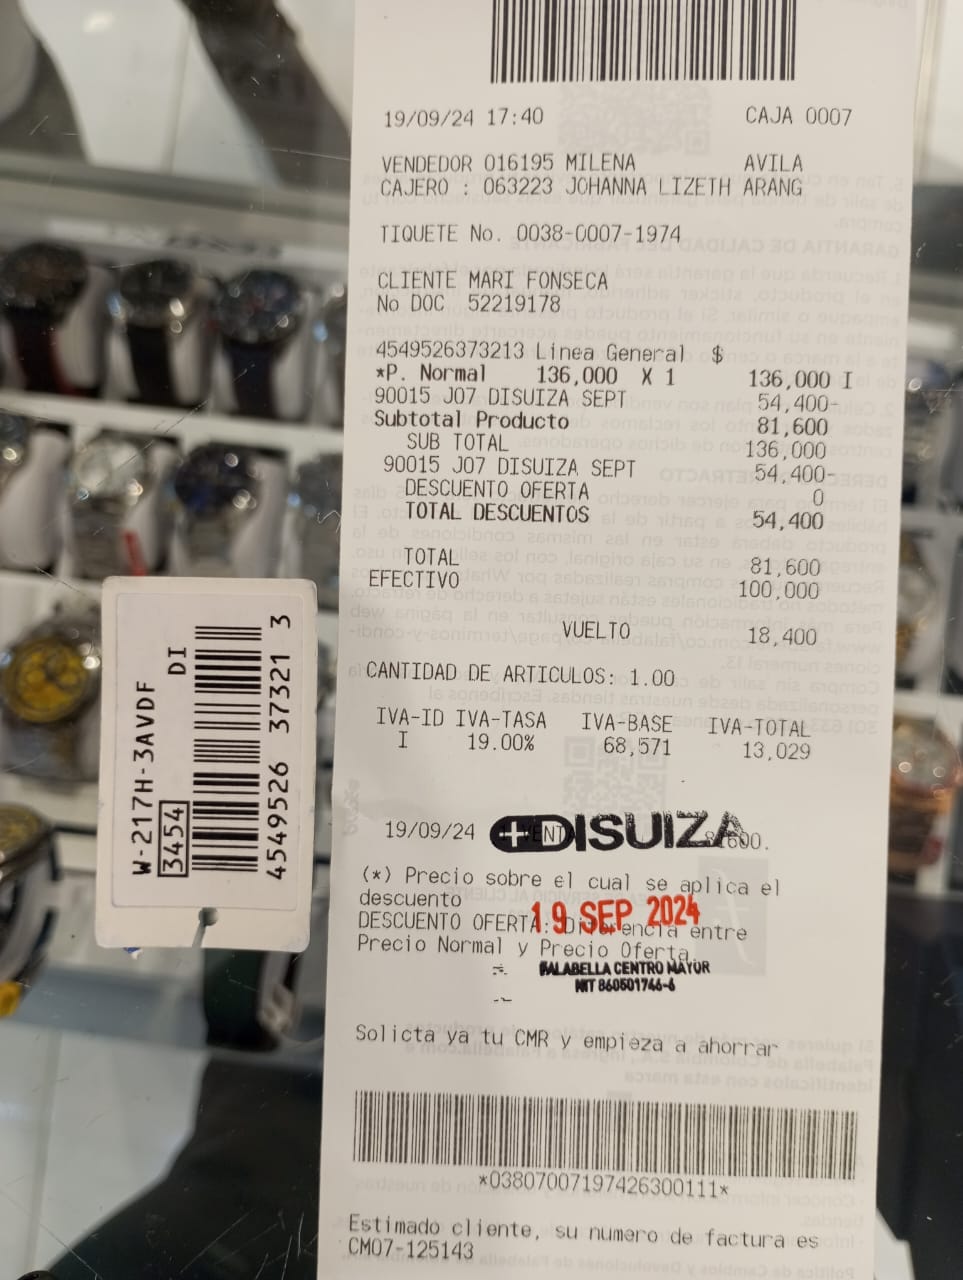 19/09/24 17:40 CAJA 0007
VENDEDOR 016195 MILENA AVILA
CAJERO : 063223 JOHANNA LIZETH ARANG
TIQUETE No. 0038-0007-1974
CLIENTE MARI FONSECA
No DOC 52219178
4549526373213 Linea General $
*P. Normal 136,000 X 1 136,000 I
90015 J07 DISUIZA SEPT 54,400-
Subtotal Producto 81,600
SUB TOTAL 136,000
90015 J07 DISUIZA SEPT 54,400-
DESCUENTO OFERTA 0
TOTAL DESCUENTOS 54,400
TOTAL 81,600
EFECTIVO 100,000
VUELTO 18,400
CANTIDAD DE ARTICULOS: 1.00
IVA-ID IVA-TASA IVA-BASE IVA-TOTAL
I 19.00% 68,571 13,029
19/09/24 DISUIZA
(*) Precio sobre el cual se aplica el
descuento
19 SEP 2024
DESCUENTO OFERTA: Diferencia entre
Precio Normal y Precio Oferta.
FALABELLA CENTRO MAYOR
NIT 860501746-6
Solicta ya tu CMR y empieza a ahorrar
*03807007197426300111*
Estimado cliente, su numero de factura es
CM07-125143
W-217H-3AVDF
DI
3454
4549526 37321 3